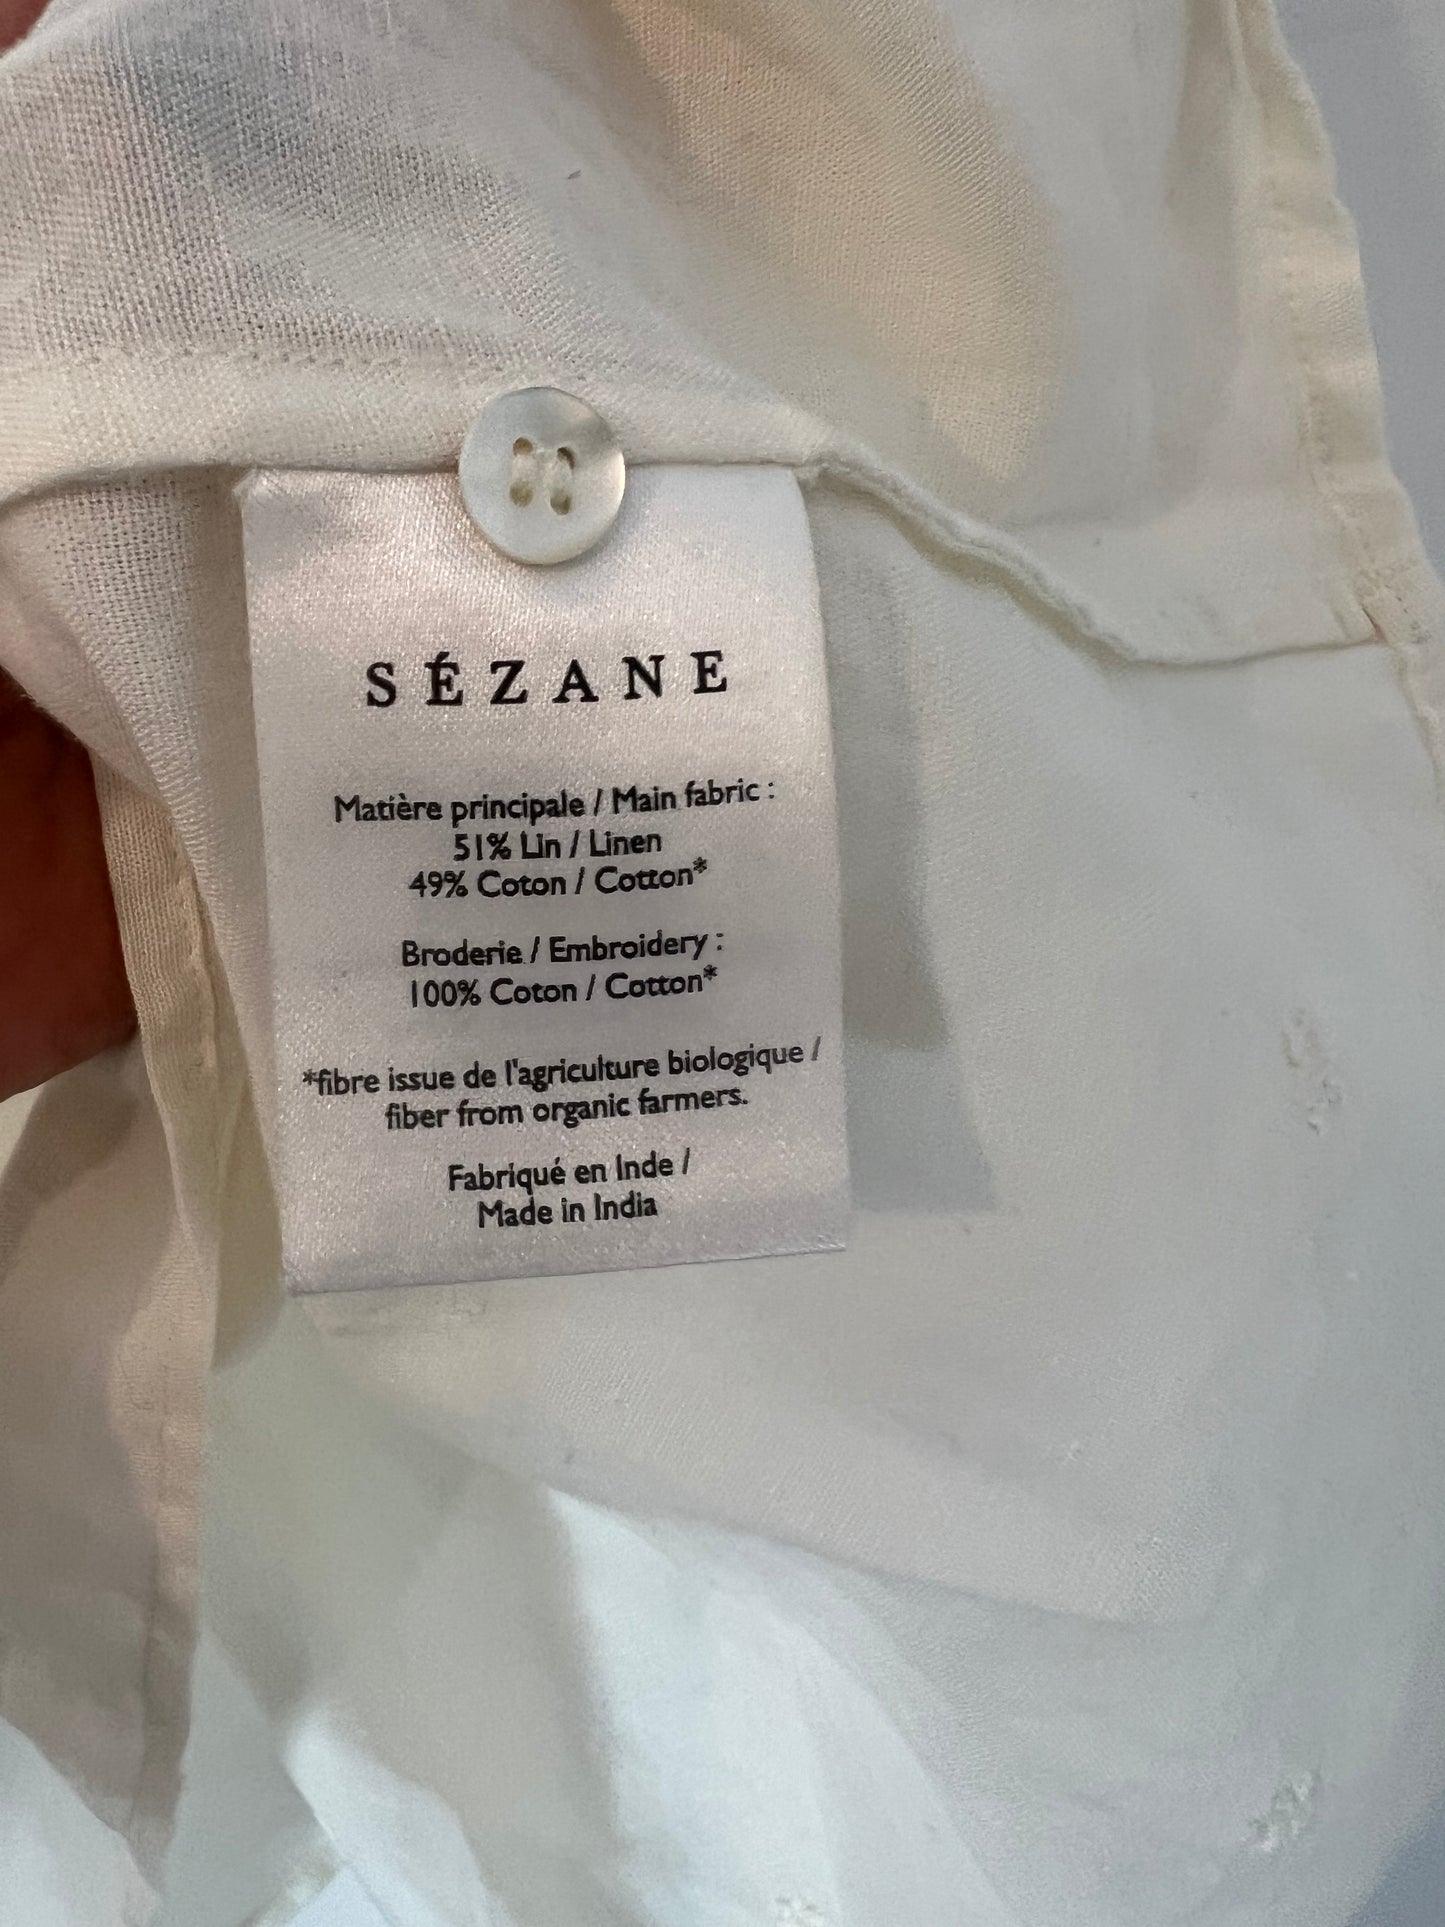 SÉZANE
Matière principale / Main fabric :
51% Lin / Linen
49% Coton / Cotton*
Broderie / Embroidery :
100% Coton / Cotton*
*fibre issue de l'agriculture biologique /
fiber from organic farmers.
Fabriqué en Inde /
Made in India